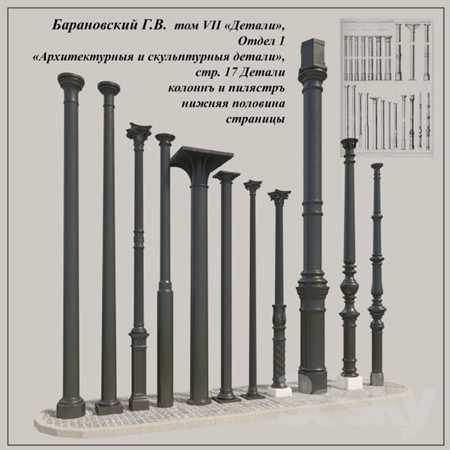 Барановский Г.В. том VII «Детали»,
Отдел 1
«Архитектурныя и скульптурныя детали»,
стр. 17 Детали
колоннъ и пилястръ
нижняя половина
страницы